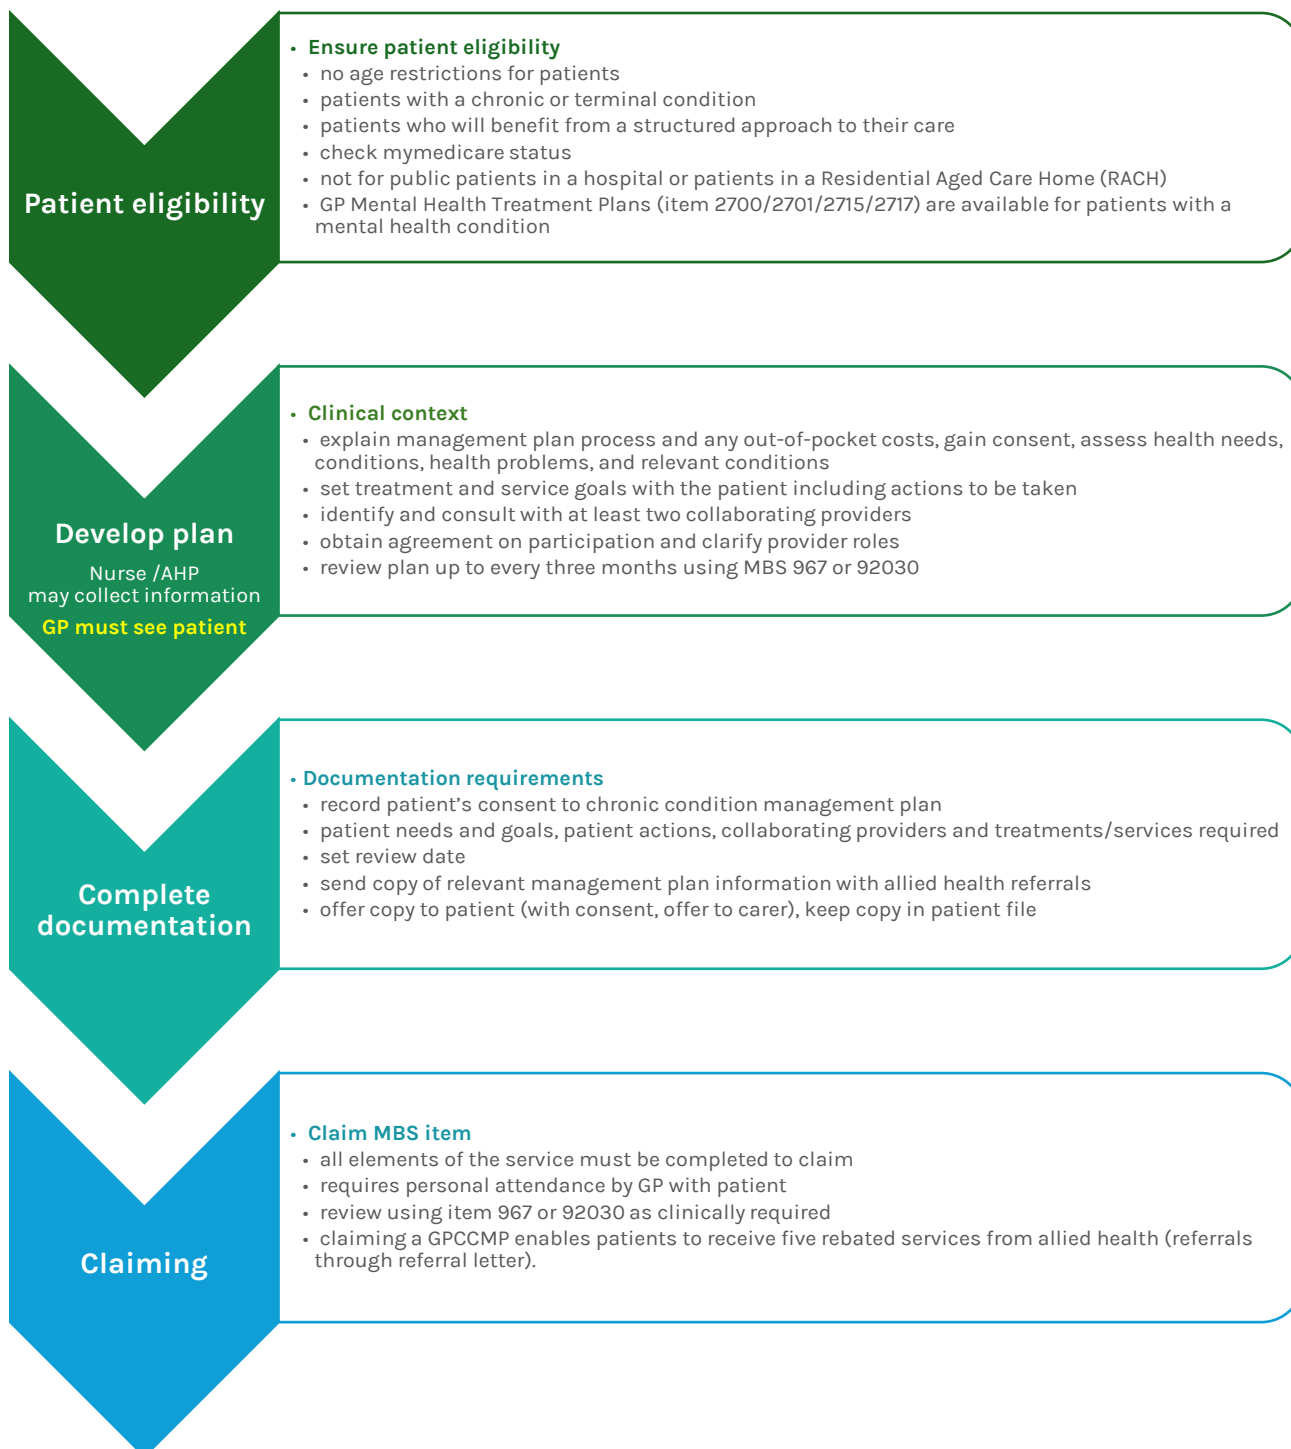 Patient eligibility
• Ensure patient eligibility
• no age restrictions for patients
• patients with a chronic or terminal condition
• patients who will benefit from a structured approach to their care
• check mymedicare status
• not for public patients in a hospital or patients in a Residential Aged Care Home (RACH)
• GP Mental Health Treatment Plans (item 2700/2701/2715/2717) are available for patients with a
mental health condition
Develop plan
Nurse /AHP
may collect information
GP must see patient
• Clinical context
• explain management plan process and any out-of-pocket costs, gain consent, assess health needs,
conditions, health problems, and relevant conditions
• set treatment and service goals with the patient including actions to be taken
• identify and consult with at least two collaborating providers
• obtain agreement on participation and clarify provider roles
• review plan up to every three months using MBS 967 or 92030
Complete
documentation
• Documentation requirements
• record patient’s consent to chronic condition management plan
• patient needs and goals, patient actions, collaborating providers and treatments/services required
• set review date
• send copy of relevant management plan information with allied health referrals
• offer copy to patient (with consent, offer to carer), keep copy in patient file
Claiming
• Claim MBS item
• all elements of the service must be completed to claim
• requires personal attendance by GP with patient
• review using item 967 or 92030 as clinically required
• claiming a GPCCMP enables patients to receive five rebated services from allied health (referrals
through referral letter).